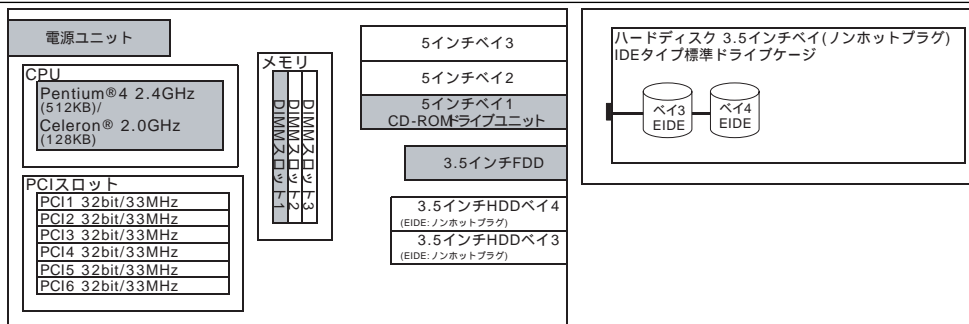 電源ユニット
CPU
Pentium®4 2.4GHz
(512KB)/
Celeron® 2.0GHz
(128KB)
PCIスロット
PCI1 32bit/33MHz
PCI2 32bit/33MHz
PCI3 32bit/33MHz
PCI4 32bit/33MHz
PCI5 32bit/33MHz
PCI6 32bit/33MHz
メモリ
DIMMスロット3
DIMMスロット2
DIMMスロット1
5インチベイ3
5インチベイ2
5インチベイ1
CD-ROMドライブユニット
3.5インチFDD
3.5インチHDDベイ4
(EIDE:ノンホットプラグ)
3.5インチHDDベイ3
(EIDE:ノンホットプラグ)
ハードディスク 3.5インチベイ(ノンホットプラグ)
IDEタイプ標準ドライブケージ
ベイ3
EIDE
ベイ4
EIDE